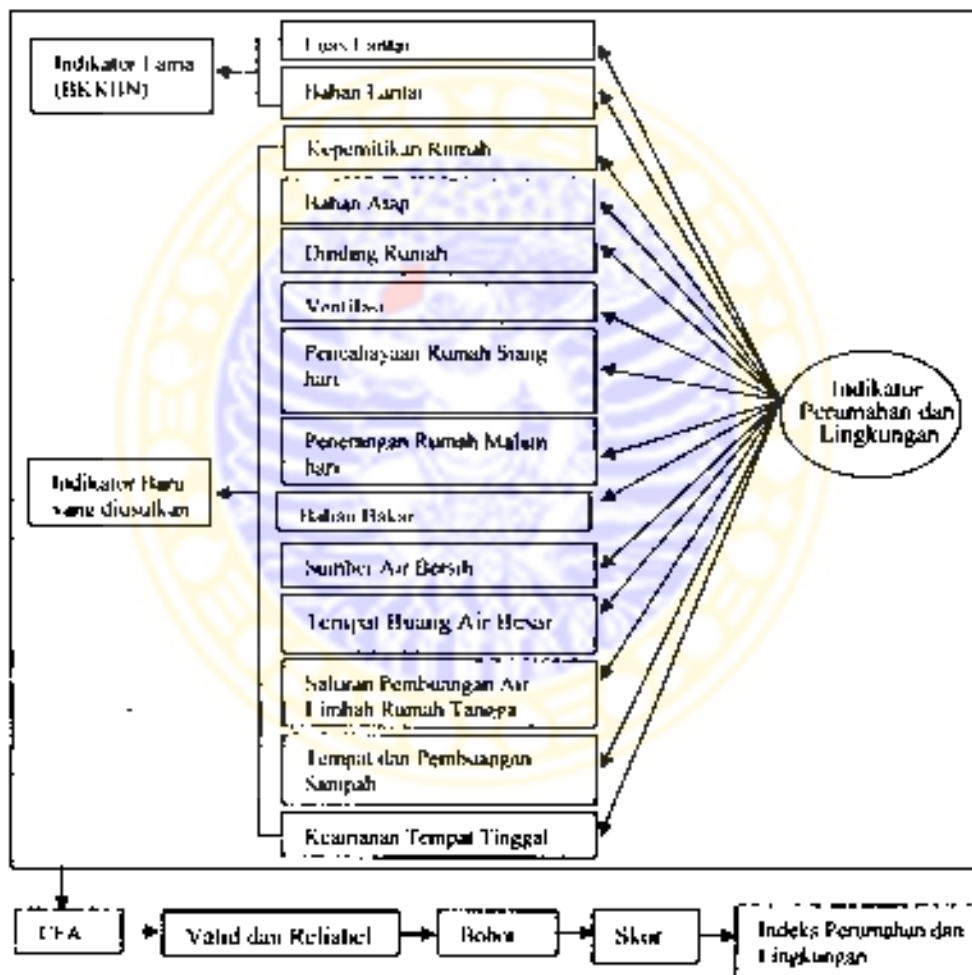 Luas Lantai
Indikator Lama
(BKKBN)
Bahan Lantai
Kepemilikan Rumah
Bahan Atap
Dinding Rumah
Ventilasi
Pencahayaan Rumah Siang
hari
Indikator
Perumahan dan
Lingkungan
Penerangan Rumah Malam
hari
Indikator Baru
yang diusulkan
Bahan Bakar
Sumber Air Bersih
Tempat Buang Air Besar
Saluran Pembuangan Air
Limbah Rumah Tangga
Tempat dan Pembuangan
Sampah
Keamanan Tempat Tinggal
CFA
Valid dan Reliabel
Bobot
Skor
Indeks Perumahan dan
Lingkungan